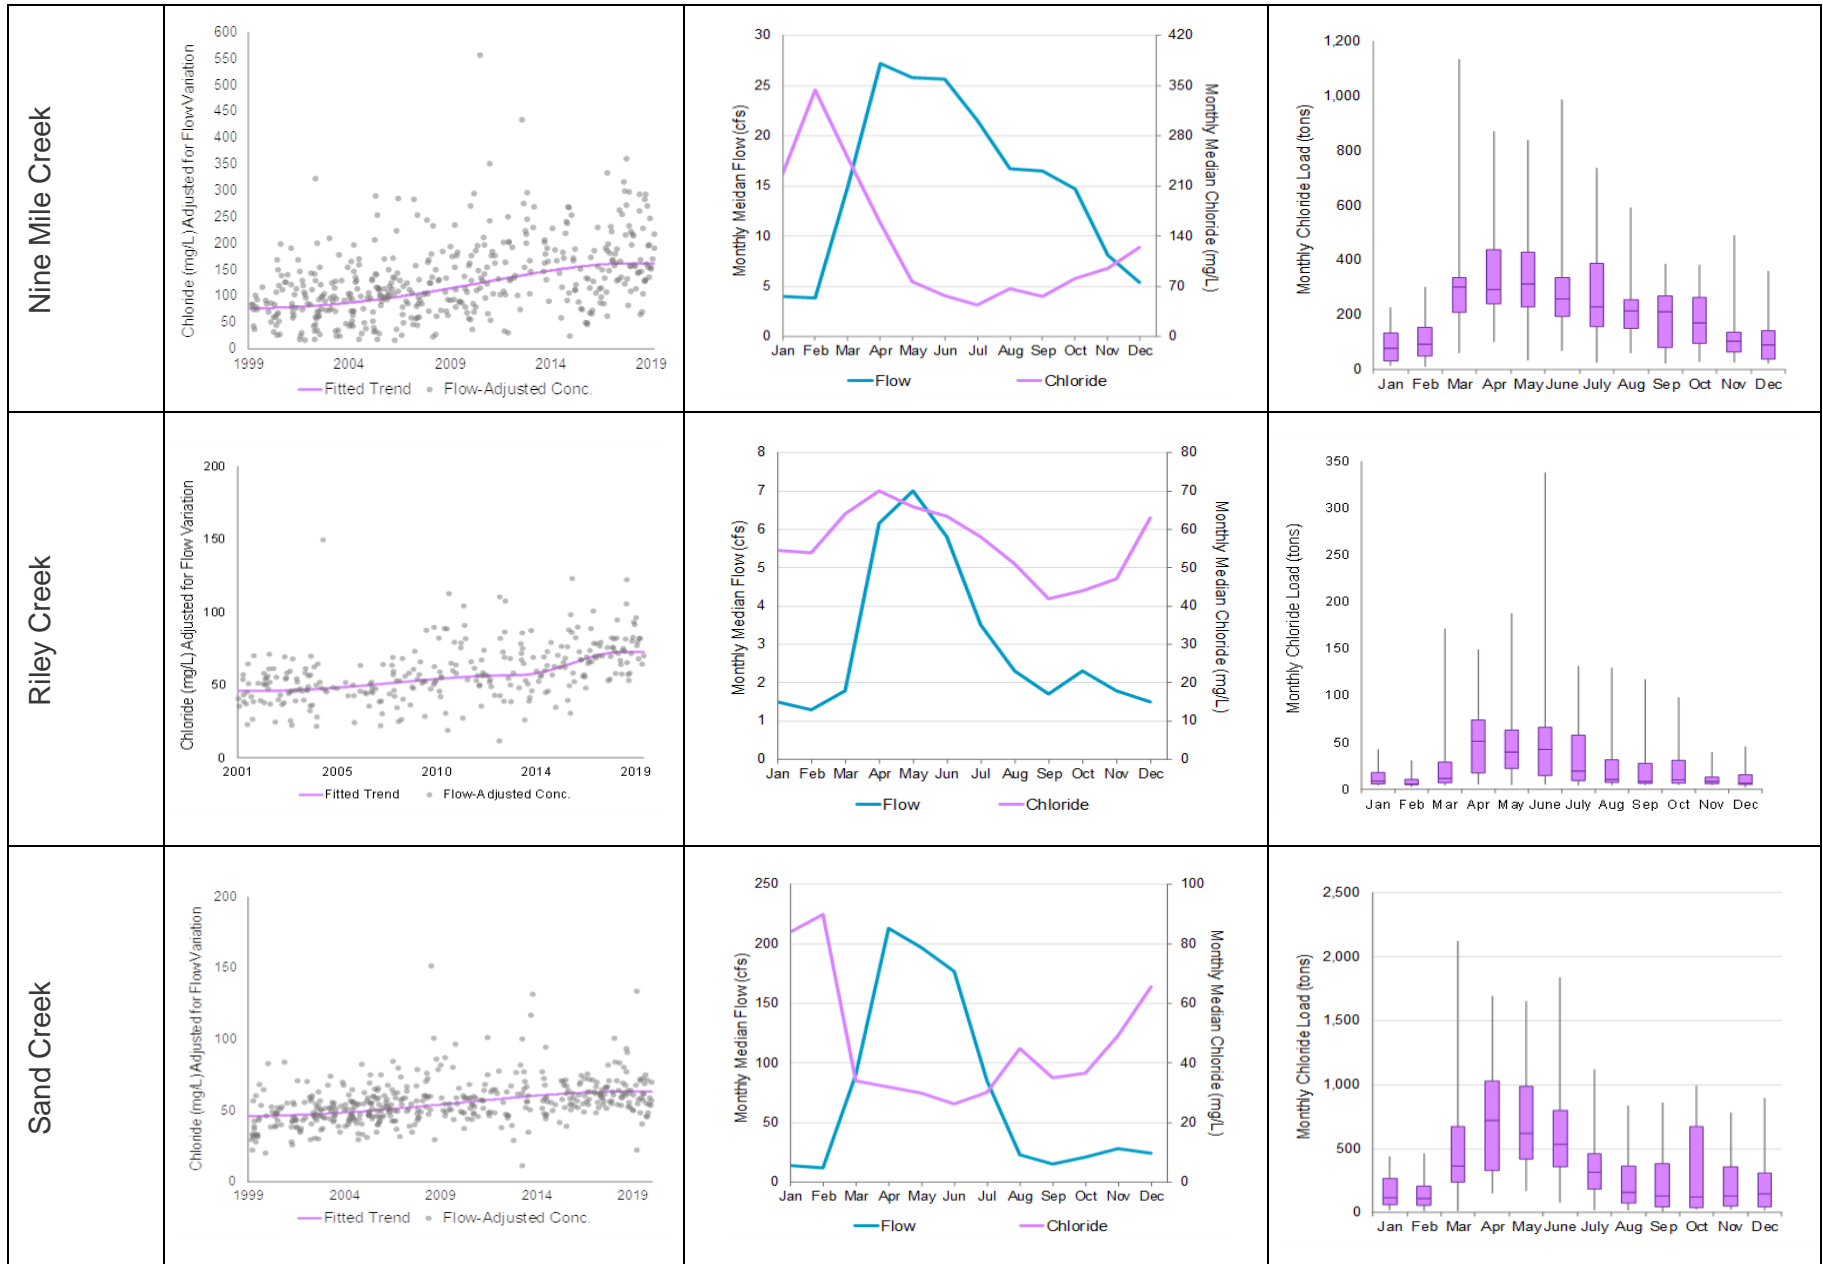 Nine Mile Creek
Chloride (mg/L) Adjusted for Flow Variation
600
550
500
450
400
350
300
250
200
150
100
50
0
1999 2004 2009 2014 2019
Fitted Trend Flow-Adjusted Conc.
Monthly Meidan Flow (cfs)
30
25
20
15
10
5
0
420
350
280
210
140
70
0
Monthly Median Chloride (mg/L)
Jan Feb Mar Apr May Jun Jul Aug Sep Oct Nov Dec
Flow Chloride
Monthly Chloride Load (tons)
1,200
1,000
800
600
400
200
0
Jan Feb Mar Apr May June July Aug Sep Oct Nov Dec
Riley Creek
Chloride (mg/L) Adjusted for Flow Variation
200
150
100
50
0
2001 2005 2010 2014 2019
Fitted Trend Flow-Adjusted Conc.
Monthly Median Flow (cfs)
8
7
6
5
4
3
2
1
0
80
70
60
50
40
30
20
10
0
Monthly Median Chloride (mg/L)
Jan Feb Mar Apr May Jun Jul Aug Sep Oct Nov Dec
Flow Chloride
Monthly Chloride Load (tons)
350
300
250
200
150
100
50
0
Jan Feb Mar Apr May June July Aug Sep Oct Nov Dec
Sand Creek
Chloride (mg/L) Adjusted for Flow Variation
200
150
100
50
0
1999 2004 2009 2014 2019
Fitted Trend Flow-Adjusted Conc.
Monthly Median Flow (cfs)
250
200
150
100
50
0
100
80
60
40
20
0
Monthly Median Chloride (mg/L)
Jan Feb Mar Apr May Jun Jul Aug Sep Oct Nov Dec
Flow Chloride
Monthly Chloride Load (tons)
2,500
2,000
1,500
1,000
500
0
Jan Feb Mar Apr May June July Aug Sep Oct Nov Dec